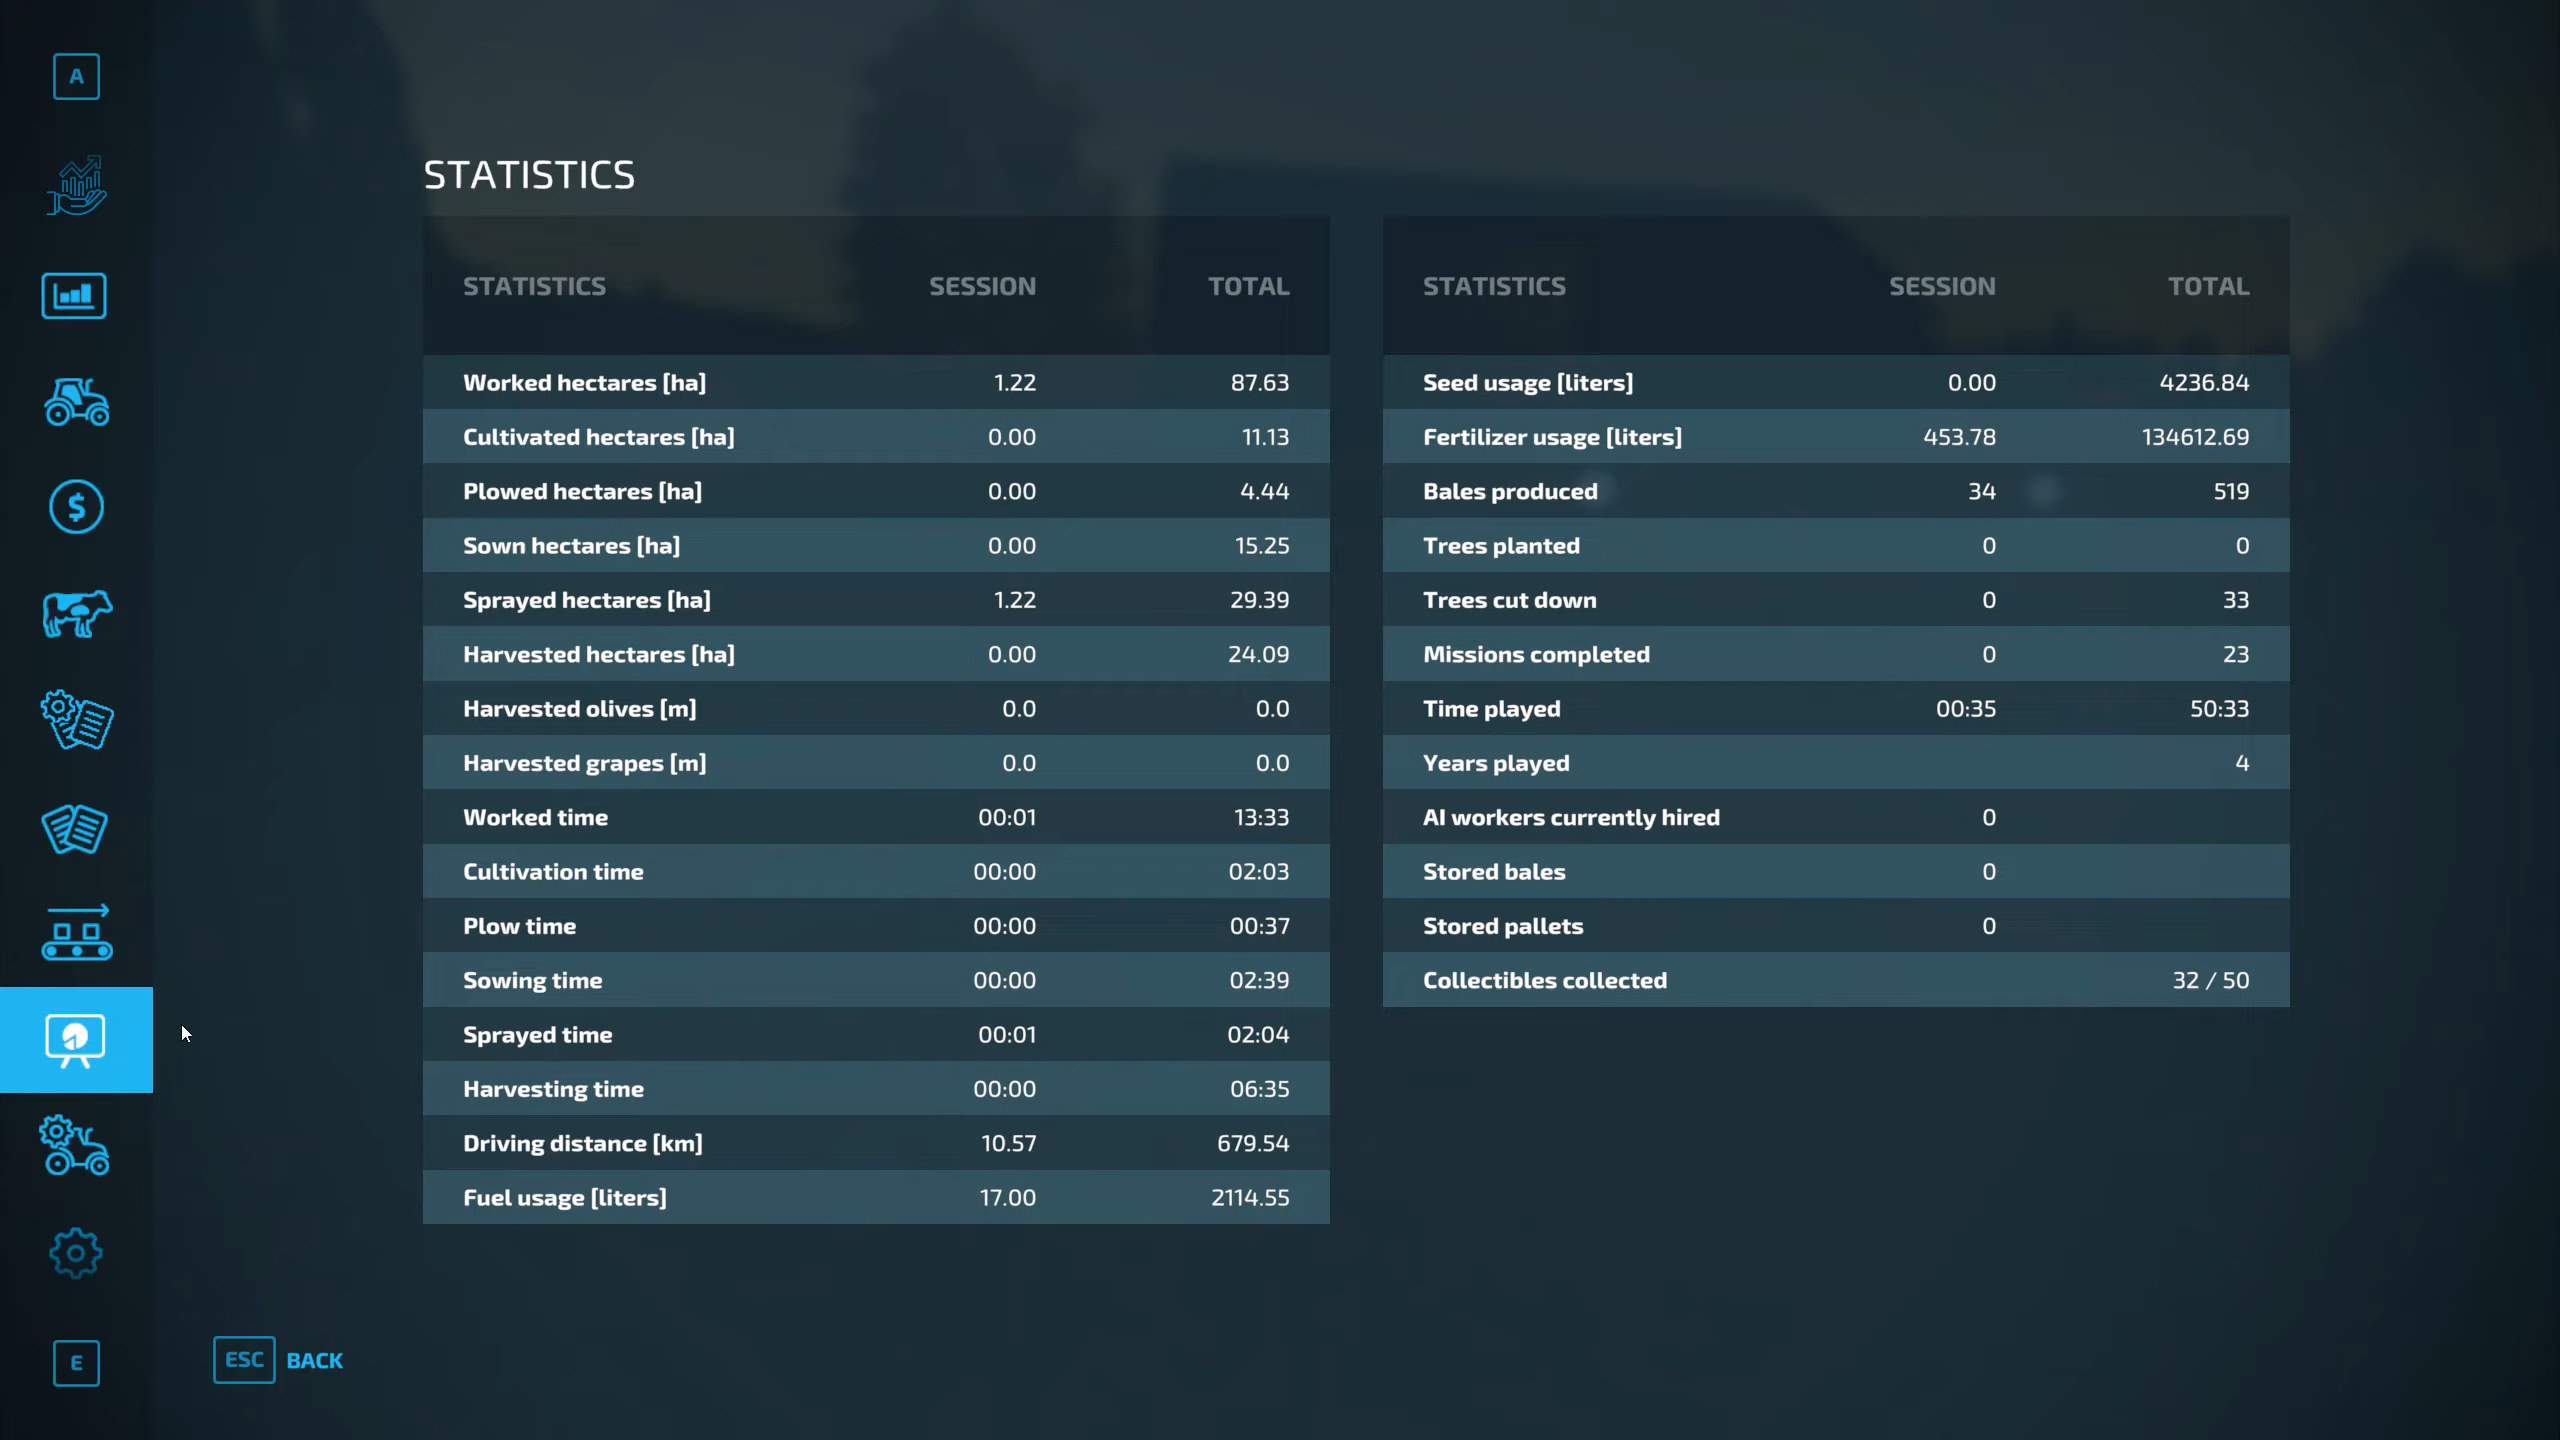 A
STATISTICS
STATISTICS SESSION TOTAL
Worked hectares [ha] 1.22 87.63
Cultivated hectares [ha] 0.00 11.13
Plowed hectares [ha] 0.00 4.44
Sown hectares [ha] 0.00 15.25
Sprayed hectares [ha] 1.22 29.39
Harvested hectares [ha] 0.00 24.09
Harvested olives [m] 0.0 0.0
Harvested grapes [m] 0.0 0.0
Worked time 00:01 13:33
Cultivation time 00:00 02:03
Plow time 00:00 00:37
Sowing time 00:00 02:39
Sprayed time 00:01 02:04
Harvesting time 00:00 06:35
Driving distance [km] 10.57 679.54
Fuel usage [liters] 17.00 2114.55
STATISTICS SESSION TOTAL
Seed usage [liters] 0.00 4236.84
Fertilizer usage [liters] 453.78 134612.69
Bales produced 34 519
Trees planted 0 0
Trees cut down 0 33
Missions completed 0 23
Time played 00:35 50:33
Years played 4
AI workers currently hired 0
Stored bales 0
Stored pallets 0
Collectibles collected 32 / 50
E
ESC BACK